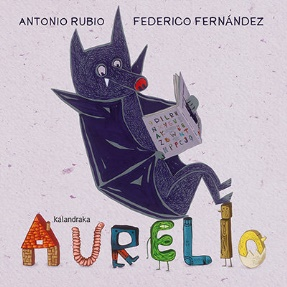 ANTONIO RUBIO FEDERICO FERNÁNDEZ
kalandraka
AURELIO